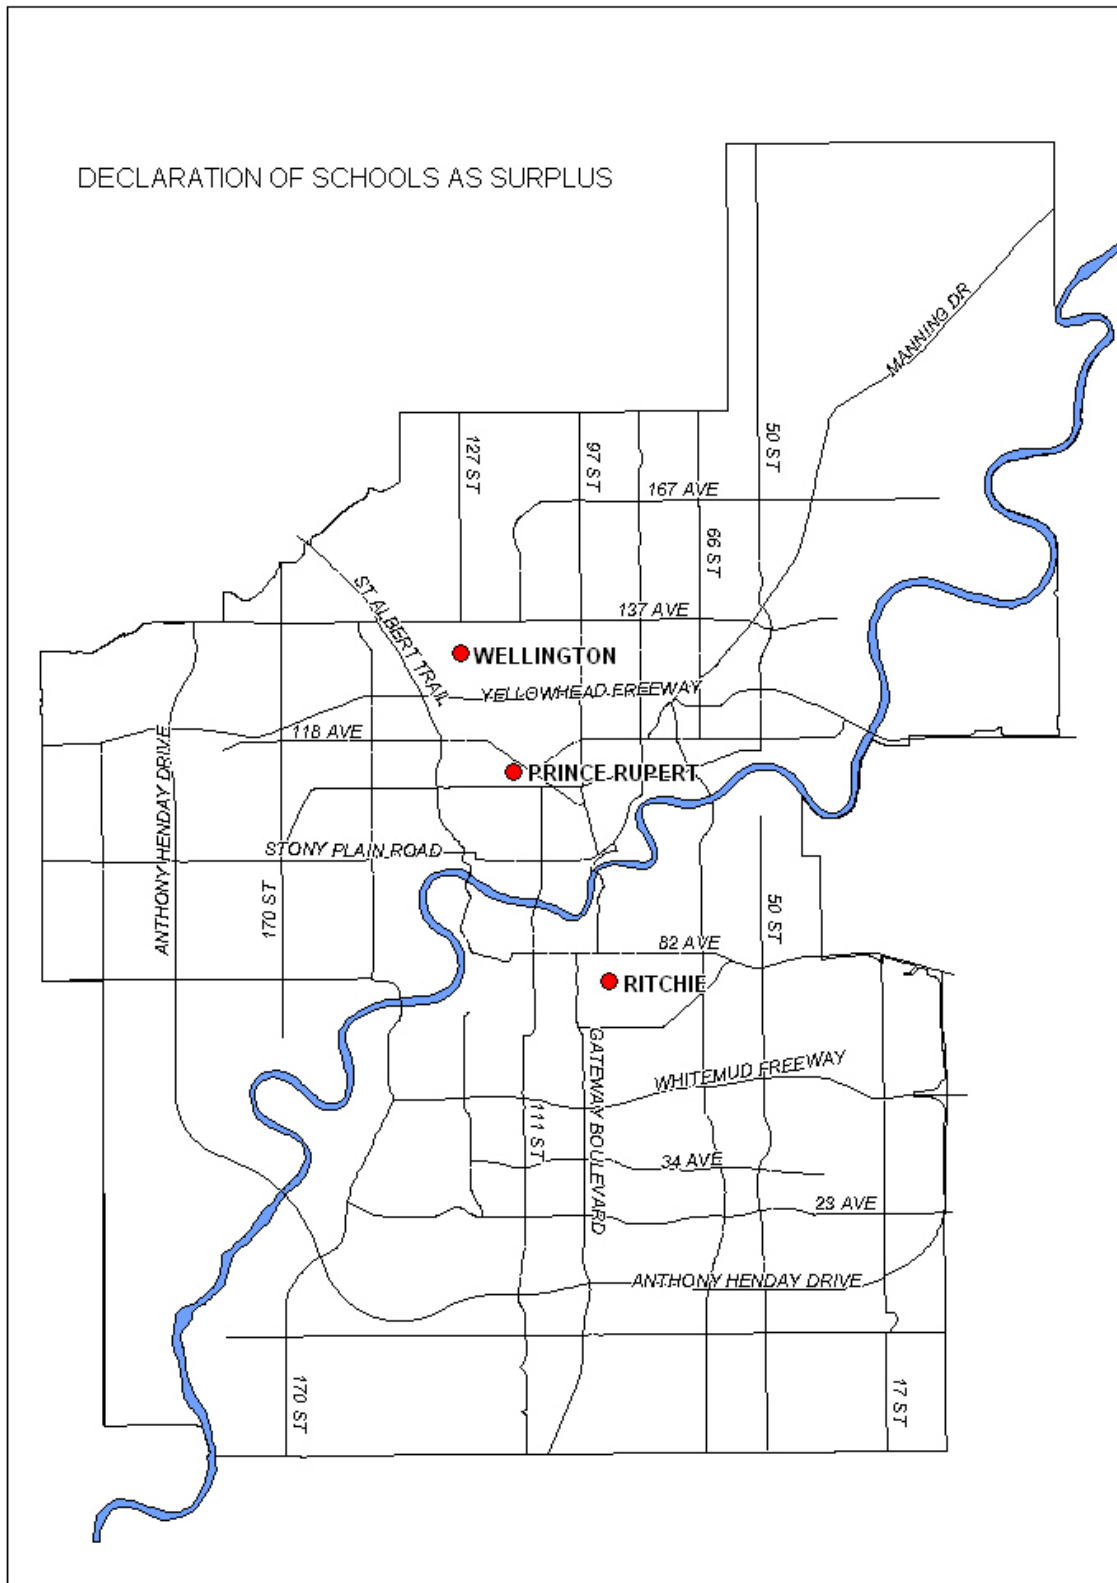 DECLARATION OF SCHOOLS AS SURPLUS
MANNING DR
127 ST
97 ST
50 ST
167 AVE
66 ST
ST ALBERT TRAIL
137 AVE
WELLINGTON
YELLOWHEAD FREEWAY
118 AVE
PRINCE RUPERT
ANTHONY HENDAY DRIVE
STONY PLAIN ROAD
170 ST
50 ST
82 AVE
RITCHIE
GATEWAY BOULEVARD
WHITEMUD FREEWAY
111 ST
34 AVE
23 AVE
ANTHONY HENDAY DRIVE
170 ST
17 ST